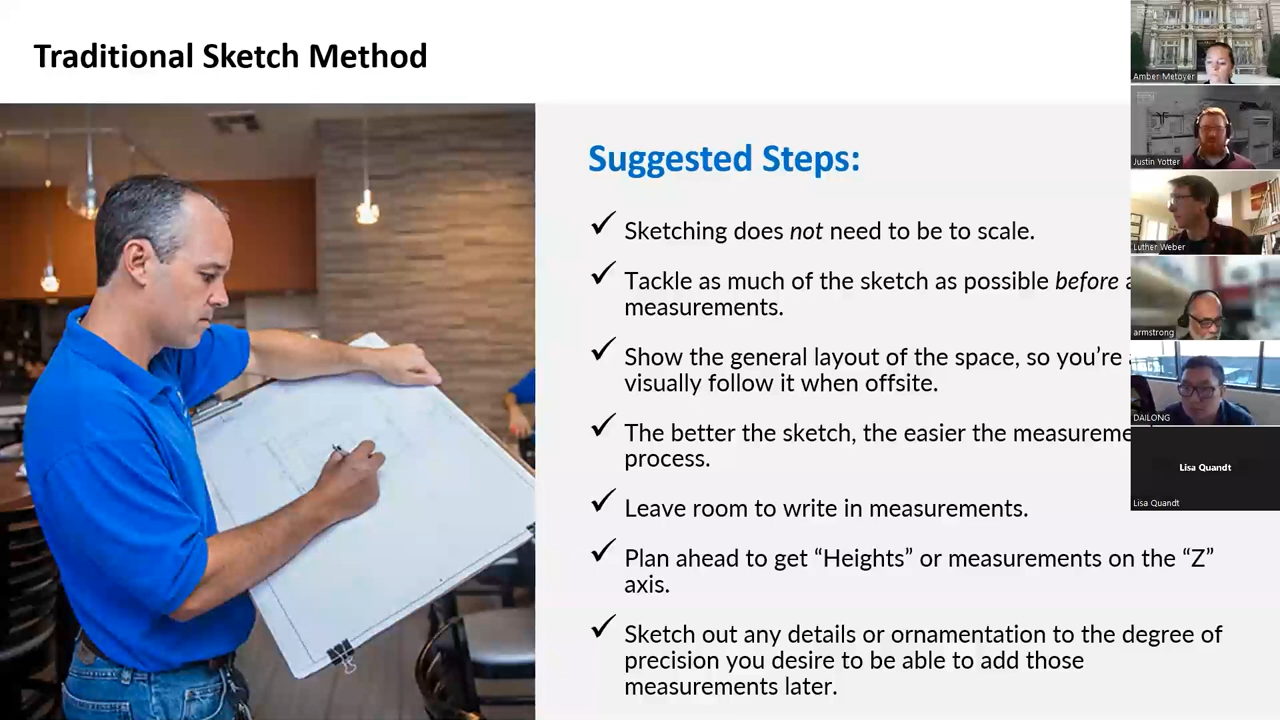 Traditional Sketch Method
Suggested Steps:
✓ Sketching does not need to be to scale.
✓ Tackle as much of the sketch as possible before
measurements.
✓ Show the general layout of the space, so you’re
visually follow it when offsite.
✓ The better the sketch, the easier the
process.
✓ Leave room to write in measurements.
✓ Plan ahead to get “Heights” or measurements on the “Z”
axis.
✓ Sketch out any details or ornamentation to the degree of
precision you desire to be able to add those
measurements later.
Amber Metoyer
Justin Yotter
Luther Weber
armstrong
DAILONG
Lisa Quandt
Lisa Quandt